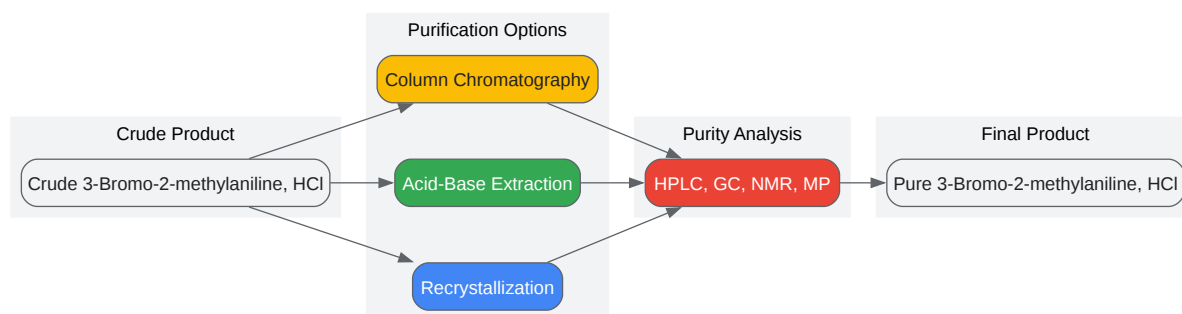 Purification Options
Column Chromatography
Crude Product
Crude 3-Bromo-2-methylaniline, HCl
Acid-Base Extraction
Recrystallization
Purity Analysis
HPLC, GC, NMR, MP
Final Product
Pure 3-Bromo-2-methylaniline, HCl